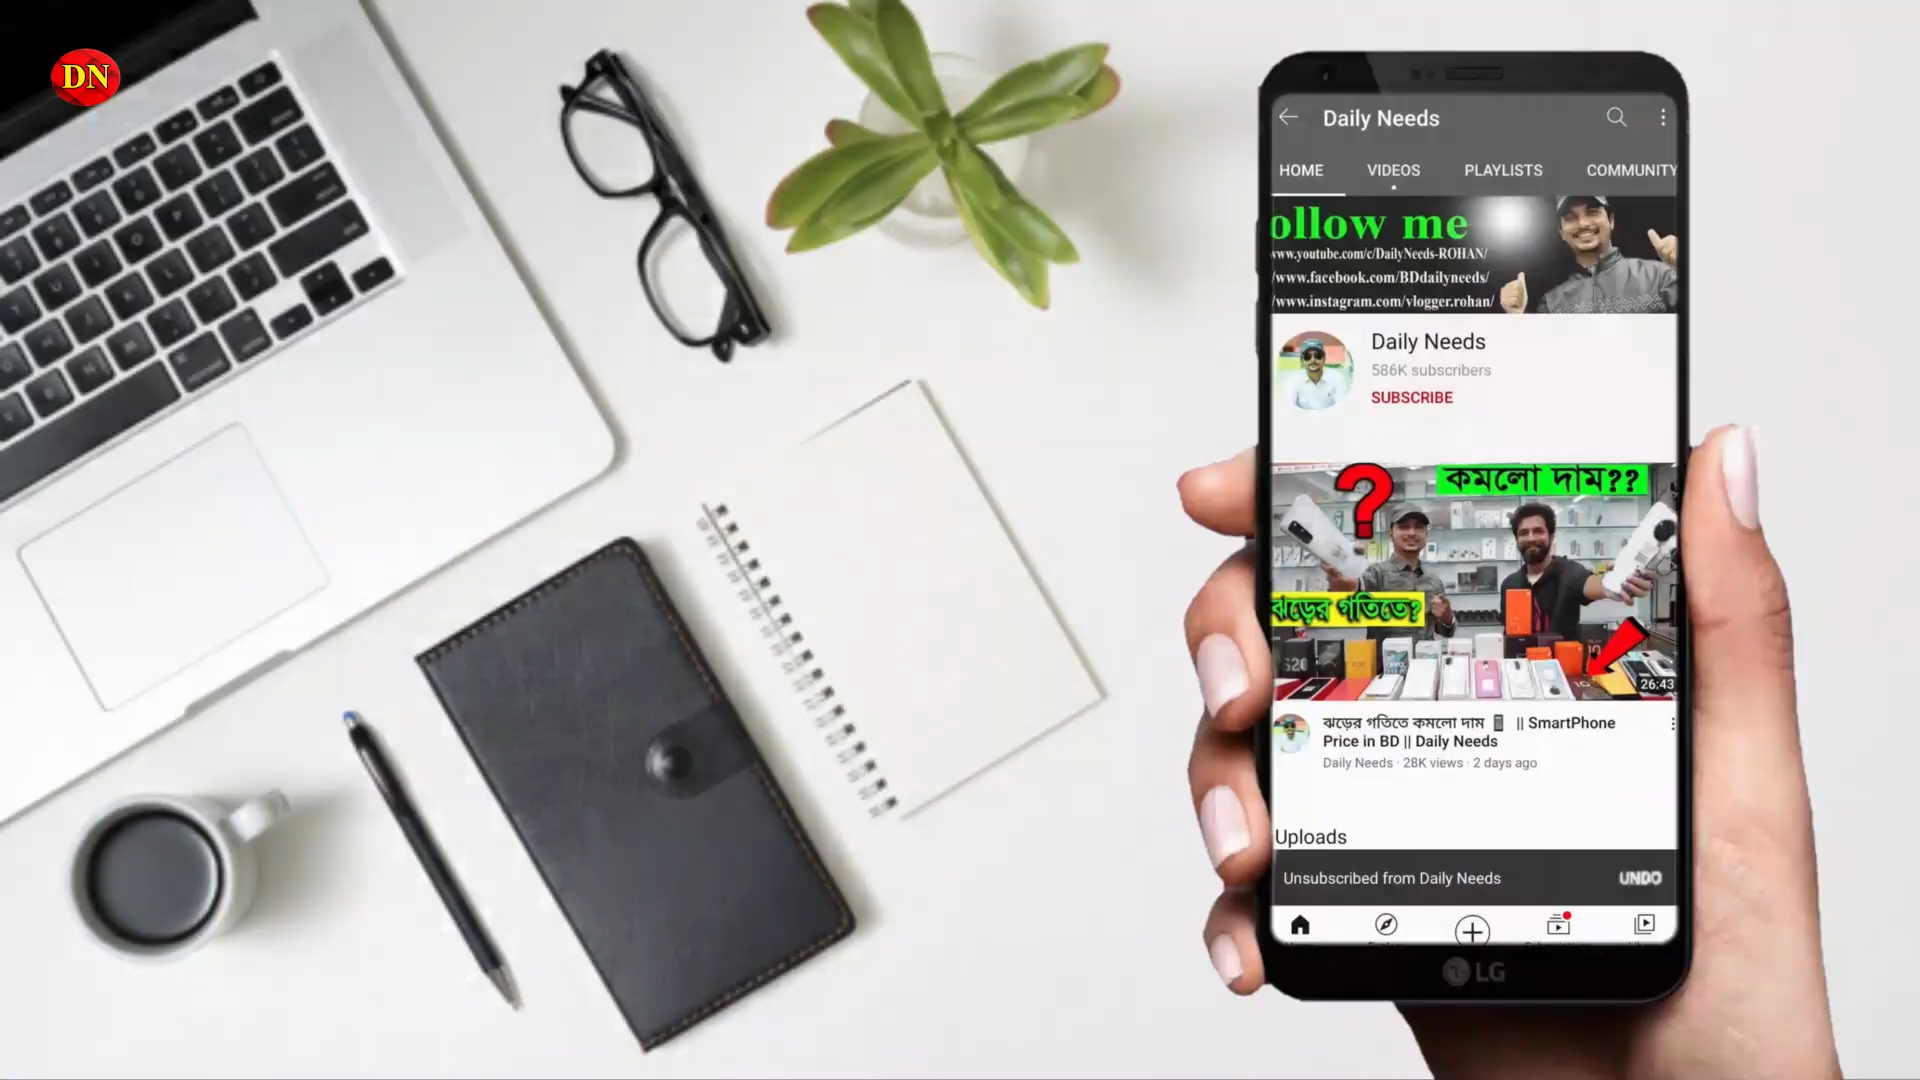 DN
Daily Needs
HOME VIDEOS PLAYLISTS COMMUNITY
ollow me
www.youtube.com/c/DailyNeeds-ROHAN/
/www.facebook.com/BDdailyneeds/
/www.instagram.com/vlogger.rohan/
Daily Needs
586K subscribers
SUBSCRIBE
?
কমলো দাম??
ঝড়ের গতিতে?
S20
26:43
ঝড়ের গতিতে কমলো দাম 📱 || SmartPhone
Price in BD || Daily Needs
Daily Needs · 28K views · 2 days ago
Uploads
Unsubscribed from Daily Needs UNDO
LG